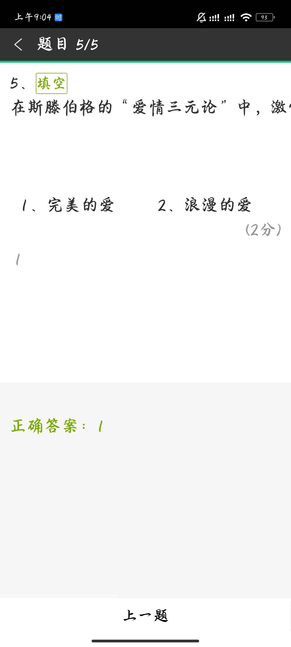 上午9:04
93
题目 5/5
5、填空
在斯滕伯格的“爱情三元论”中，激
1、完美的爱 2、浪漫的爱
(2分)
1
正确答案：1
上一题